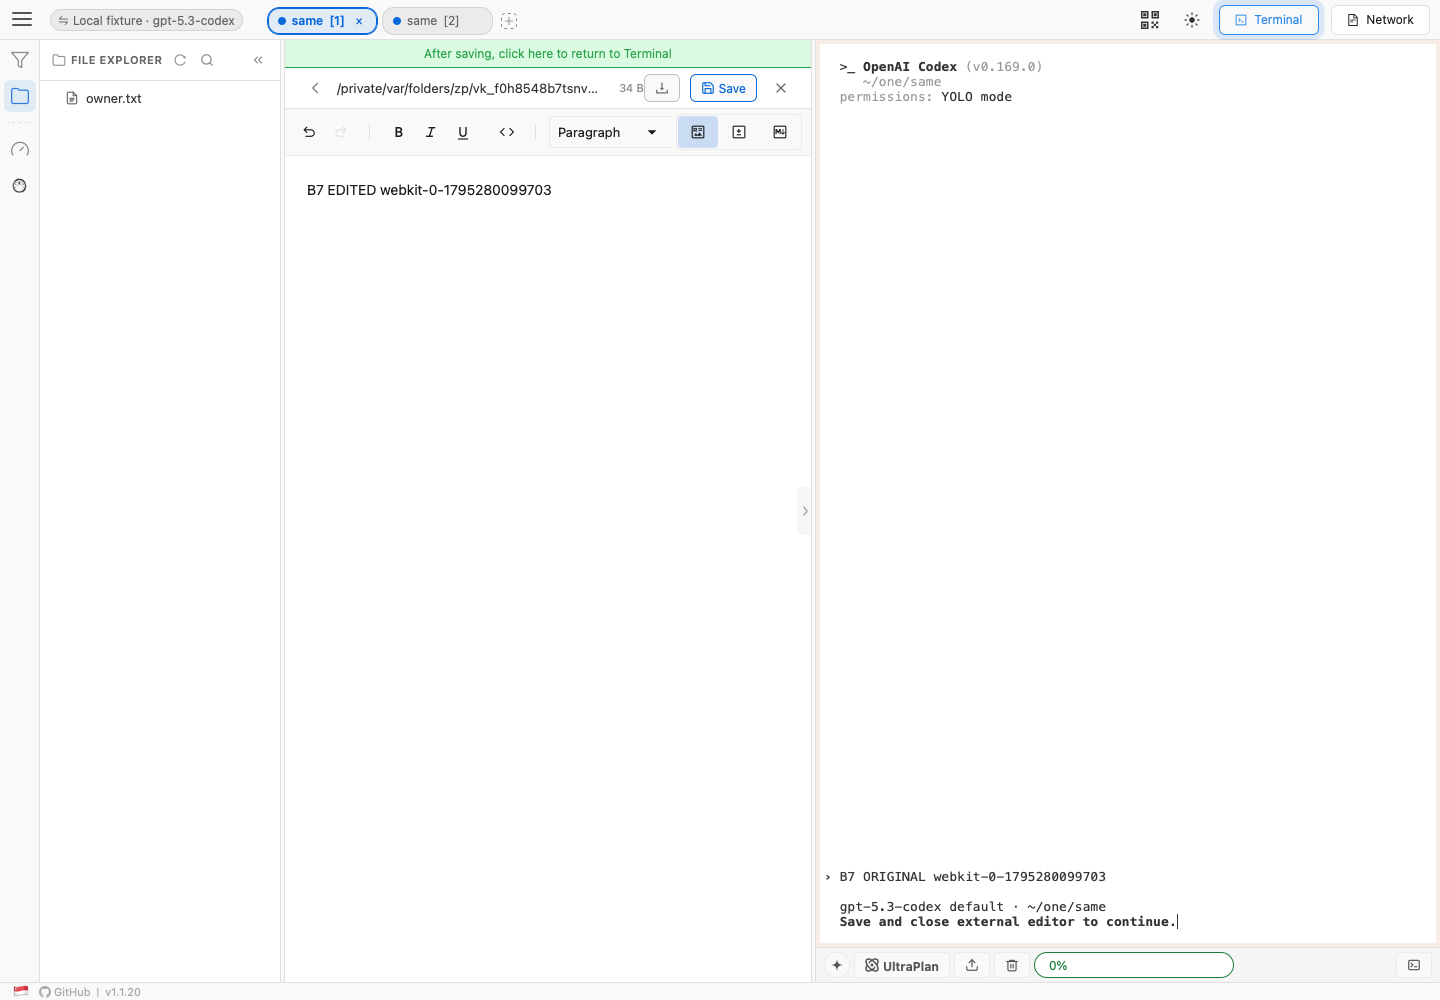 Local fixture · gpt-5.3-codex
same [1] ×
same [2]
Terminal
Network
FILE EXPLORER
owner.txt
After saving, click here to return to Terminal
/private/var/folders/zp/vk_f0h8548b7tsnv...
34 B
Save
B I U
Paragraph
B7 EDITED webkit-0-1795280099703
>_ OpenAI Codex (v0.169.0)
~/one/same
permissions: YOLO mode
› B7 ORIGINAL webkit-0-1795280099703
gpt-5.3-codex default · ~/one/same
Save and close external editor to continue.
UltraPlan
0%
GitHub | v1.1.20